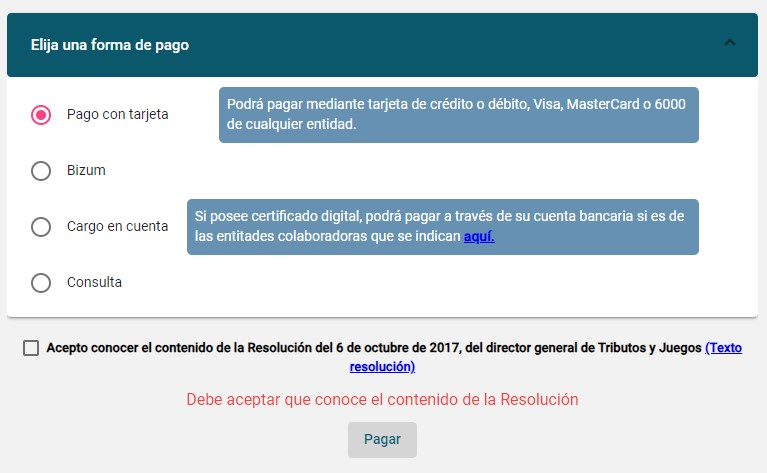 Elija una forma de pago
Pago con tarjeta
Podrá pagar mediante tarjeta de crédito o débito, Visa, MasterCard o 6000
de cualquier entidad.
Bizum
Cargo en cuenta
Si posee certificado digital, podrá pagar a través de su cuenta bancaria si es de
las entitades colaboradoras que se indican aquí.
Consulta
Acepto conocer el contenido de la Resolución del 6 de octubre de 2017, del director general de Tributos y Juegos (Texto
resolución)
Debe aceptar que conoce el contenido de la Resolución
Pagar